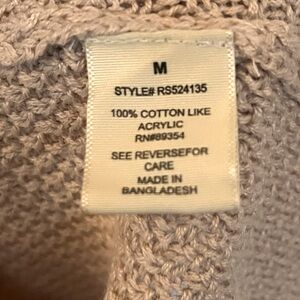 M
STYLE# RS524135
100% COTTON LIKE
ACRYLIC
RN#89354
SEE REVERSEFOR
CARE
MADE IN
BANGLADESH